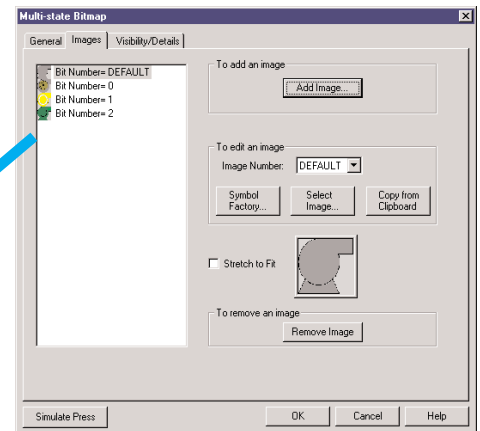 Multi-state Bitmap
General Images Visibility/Details
Bit Number= DEFAULT
Bit Number= 0
Bit Number= 1
Bit Number= 2
To add an image
Add Image...
To edit an image
Image Number: DEFAULT
Symbol Factory...
Select Image...
Copy from Clipboard
Stretch to Fit
To remove an image
Remove Image
Simulate Press OK Cancel Help